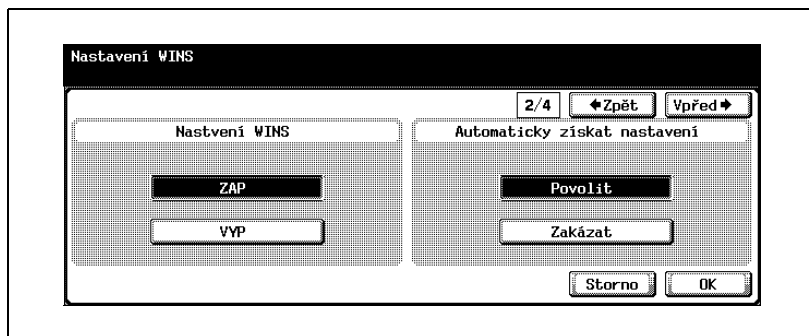 Nastavení WINS
2/4 ←Zpět Vpřed→
Nastvení WINS Automaticky získat nastavení
ZAP Povolit
VYP Zakázat
Storno OK